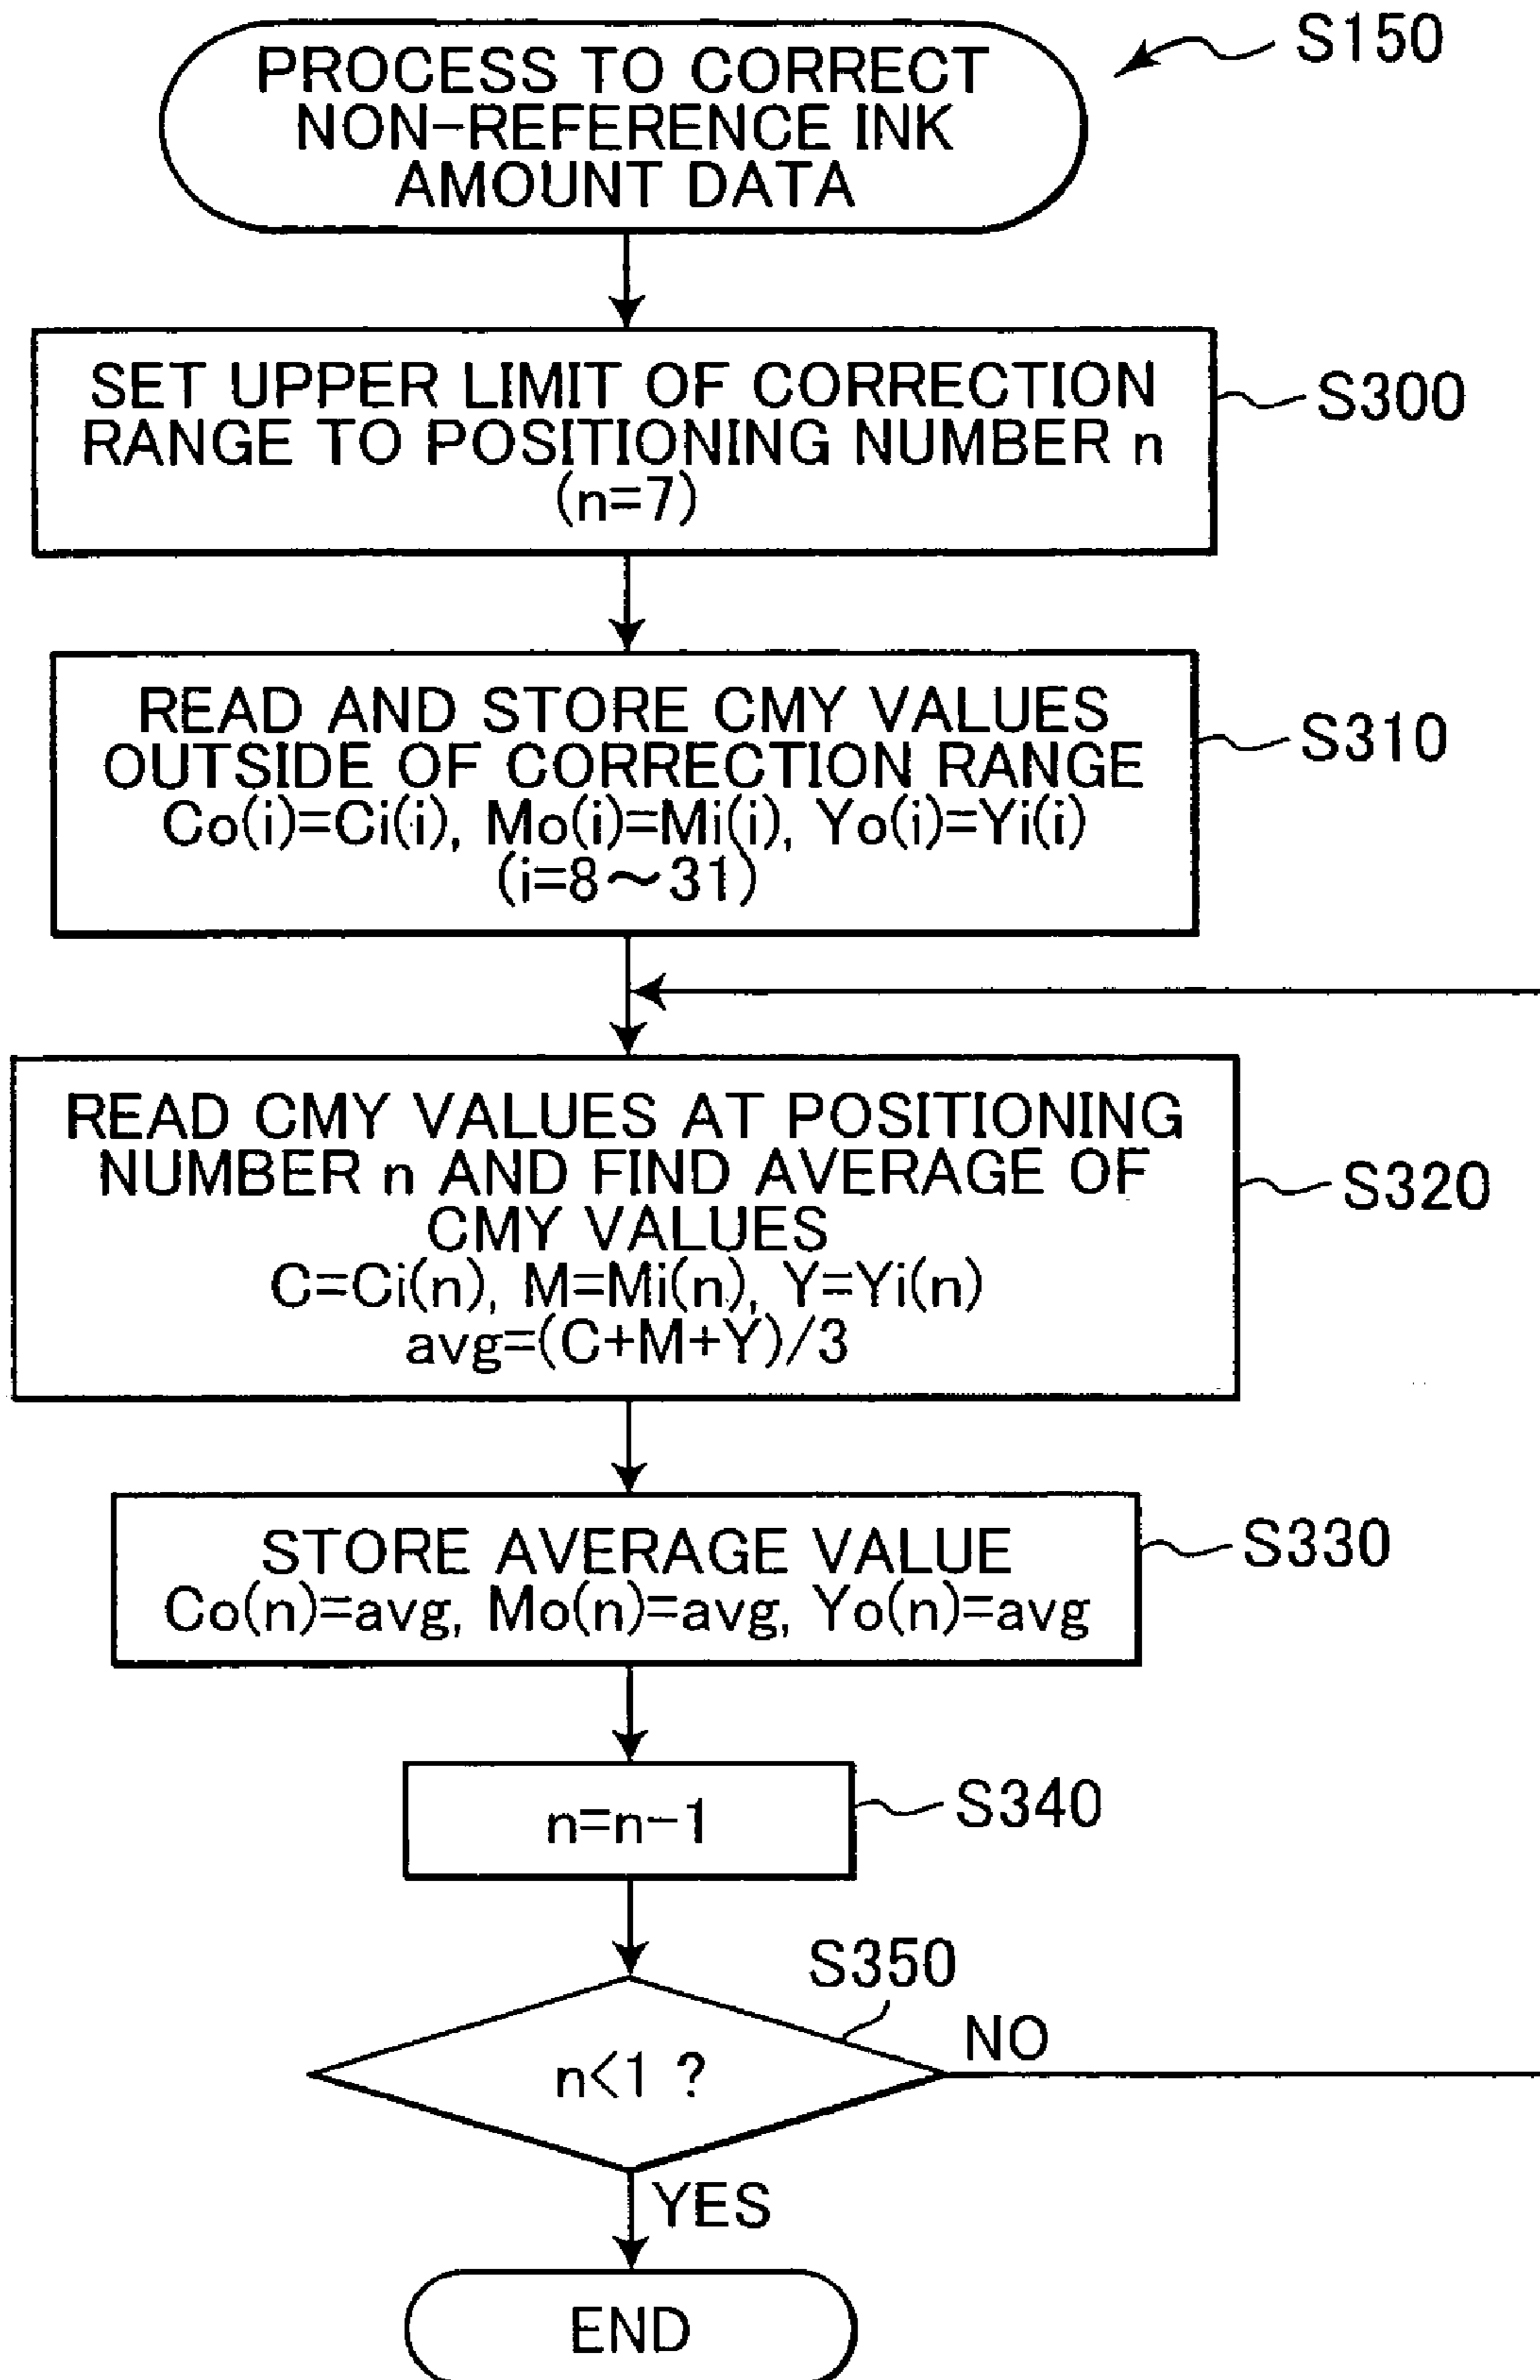 S150
PROCESS TO CORRECT
NON-REFERENCE INK
AMOUNT DATA
SET UPPER LIMIT OF CORRECTION
RANGE TO POSITIONING NUMBER n
(n=7)
S300
READ AND STORE CMY VALUES
OUTSIDE OF CORRECTION RANGE
Co(i)=Ci(i), Mo(i)=Mi(i), Yo(i)=Yi(i)
(i=8~31)
S310
READ CMY VALUES AT POSITIONING
NUMBER n AND FIND AVERAGE OF
CMY VALUES
C=Ci(n), M=Mi(n), Y=Yi(n)
avg=(C+M+Y)/3
S320
STORE AVERAGE VALUE
Co(n)=avg, Mo(n)=avg, Yo(n)=avg
S330
n=n-1
S340
S350
n<1 ?
NO
YES
END